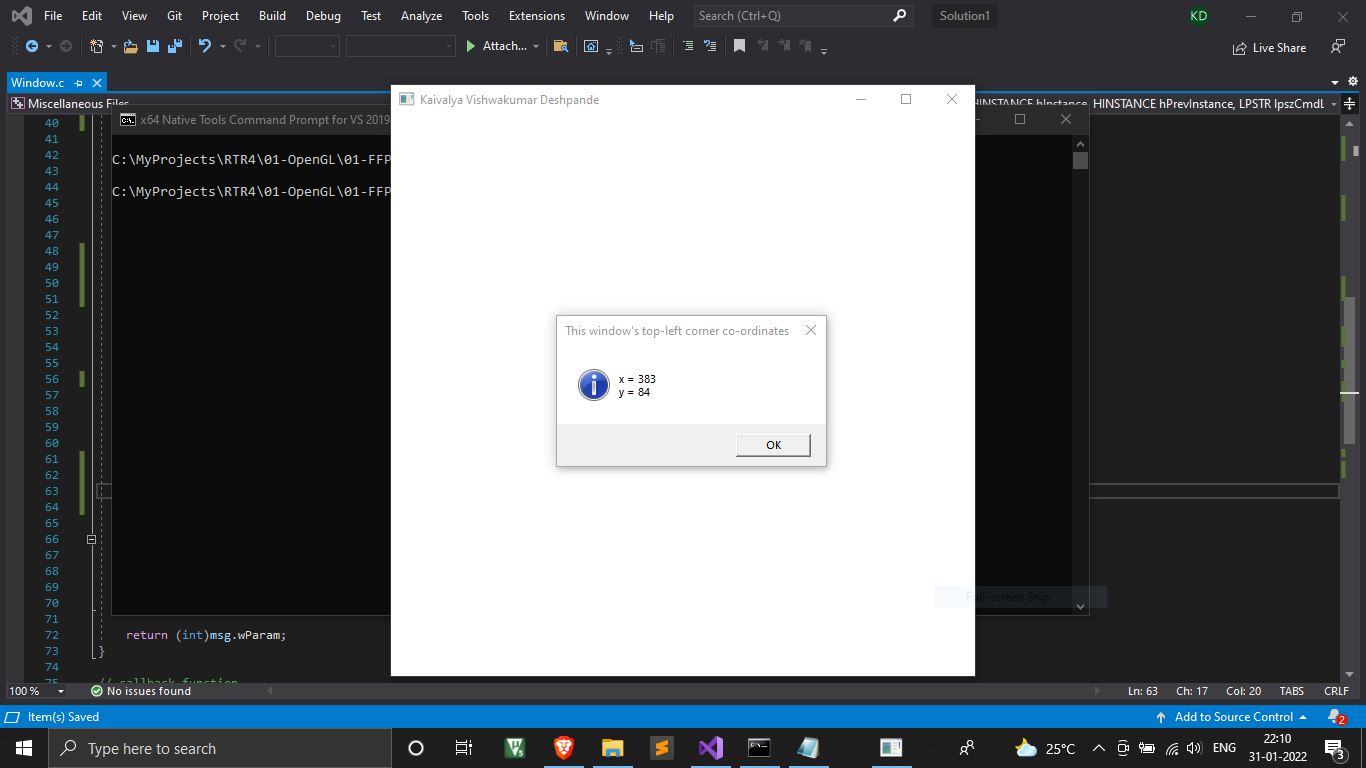 File Edit View Git Project Build Debug Test Analyze Tools Extensions Window Help Search (Ctrl+Q) Solution1 KD
Attach... Live Share
Window.c
Miscellaneous Files HINSTANCE hInstance, HINSTANCE hPrevInstance, LPSTR lpszCmdL
Kaivalya Vishwakumar Deshpande
x64 Native Tools Command Prompt for VS 2019
C:\MyProjects\RTR4\01-OpenGL\01-FFP
C:\MyProjects\RTR4\01-OpenGL\01-FFP
This window's top-left corner co-ordinates
x = 383
y = 84
OK
Full-screen Snip
40
41
42
43
44
45
46
47
48
49
50
51
52
53
54
55
56
57
58
59
60
61
62
63
64
65
66
67
68
69
70
71
72 return (int)msg.wParam;
73 }
74
75 // callback function
100 % No issues found Ln: 63 Ch: 17 Col: 20 TABS CRLF
Item(s) Saved Add to Source Control 2
Type here to search 25°C ENG 22:10
31-01-2022 3